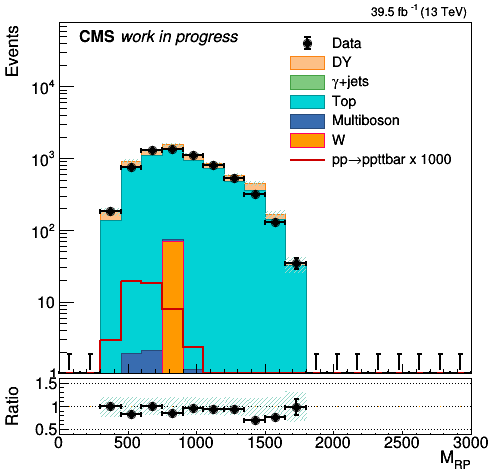 39.5 fb⁻¹ (13 TeV)
CMS work in progress
Events
Data
DY
γ+jets
Top
Multiboson
W
pp→ppttbar x 1000
10⁴
10³
10²
10
1
Ratio
1.5
1
0.5
0 500 1000 1500 2000 2500 3000
M_RP